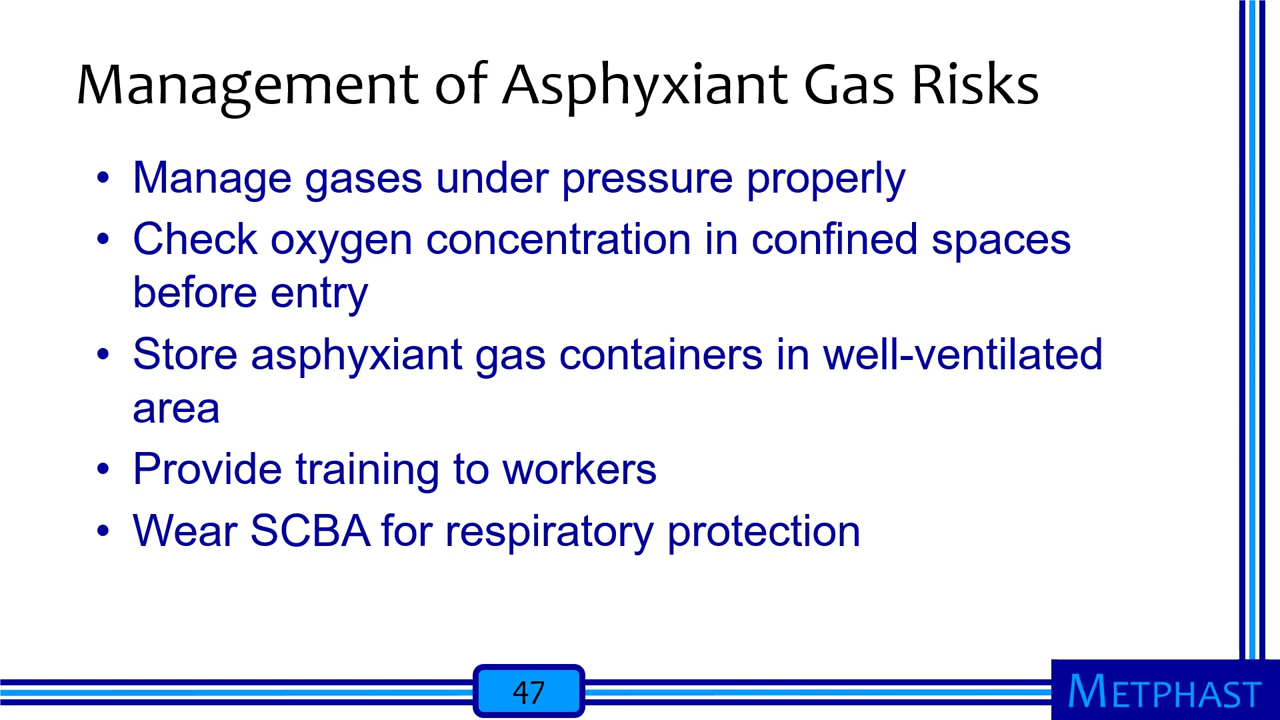 Management of Asphyxiant Gas Risks
• Manage gases under pressure properly
• Check oxygen concentration in confined spaces
before entry
• Store asphyxiant gas containers in well-ventilated
area
• Provide training to workers
• Wear SCBA for respiratory protection
47
METPHAST